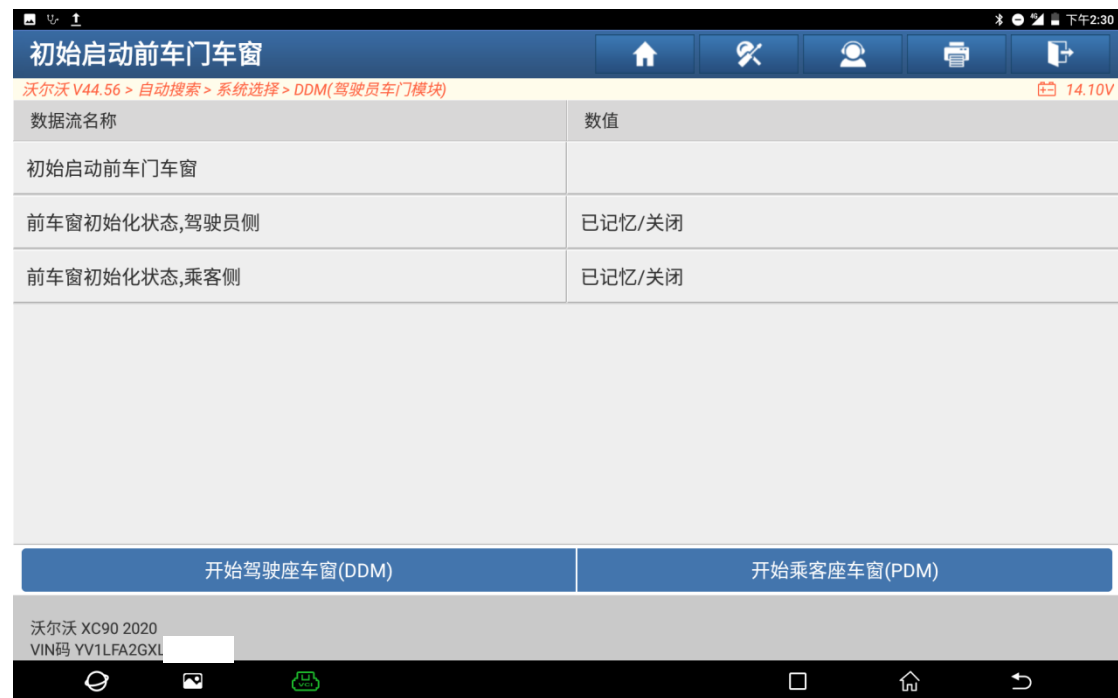 下午2:30
初始启动前车门车窗
沃尔沃 V44.56 > 自动搜索 > 系统选择 > DDM(驾驶员车门模块)
14.10V
数据流名称 数值
初始启动前车门车窗
前车窗初始化状态,驾驶员侧 已记忆/关闭
前车窗初始化状态,乘客侧 已记忆/关闭
开始驾驶座车窗(DDM) 开始乘客座车窗(PDM)
沃尔沃 XC90 2020
VIN码 YV1LFA2GXL
VCI